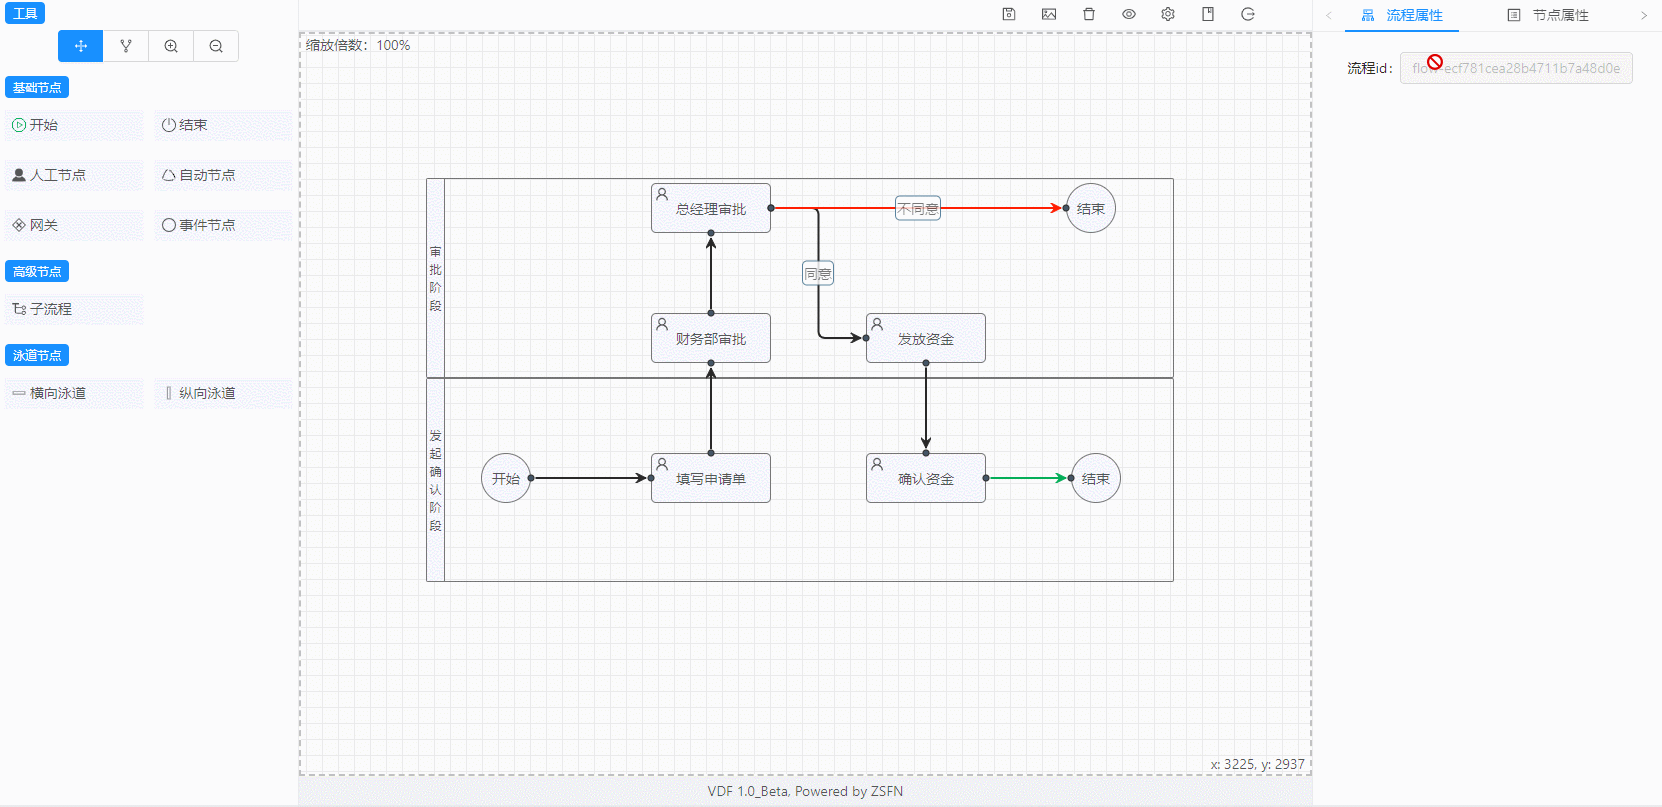 工具
基础节点
开始
结束
人工节点
自动节点
网关
事件节点
高级节点
子流程
泳道节点
横向泳道
纵向泳道
缩放倍数：100%
审批阶段
总经理审批
不同意
结束
同意
财务部审批
发放资金
发起确认阶段
开始
填写申请单
确认资金
结束
x: 3225, y: 2937
VDF 1.0_Beta, Powered by ZSFN
流程属性
节点属性
流程id：
flow-ecf781cea28b4711b7a48d0e